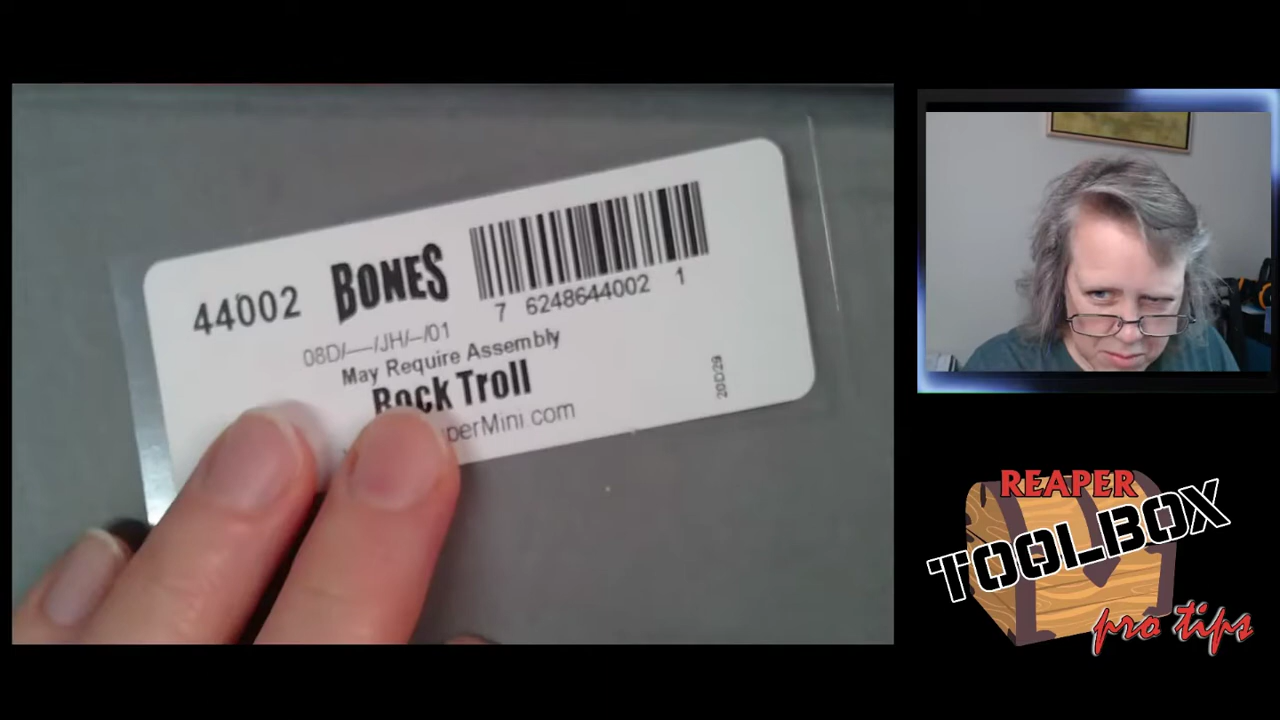 44002 BONES
7 6248644002 1
08D/---/JH/--/01
May Require Assembly
Rock Troll
perMini.com
20D29
REAPER
TOOLBOX
pro tips